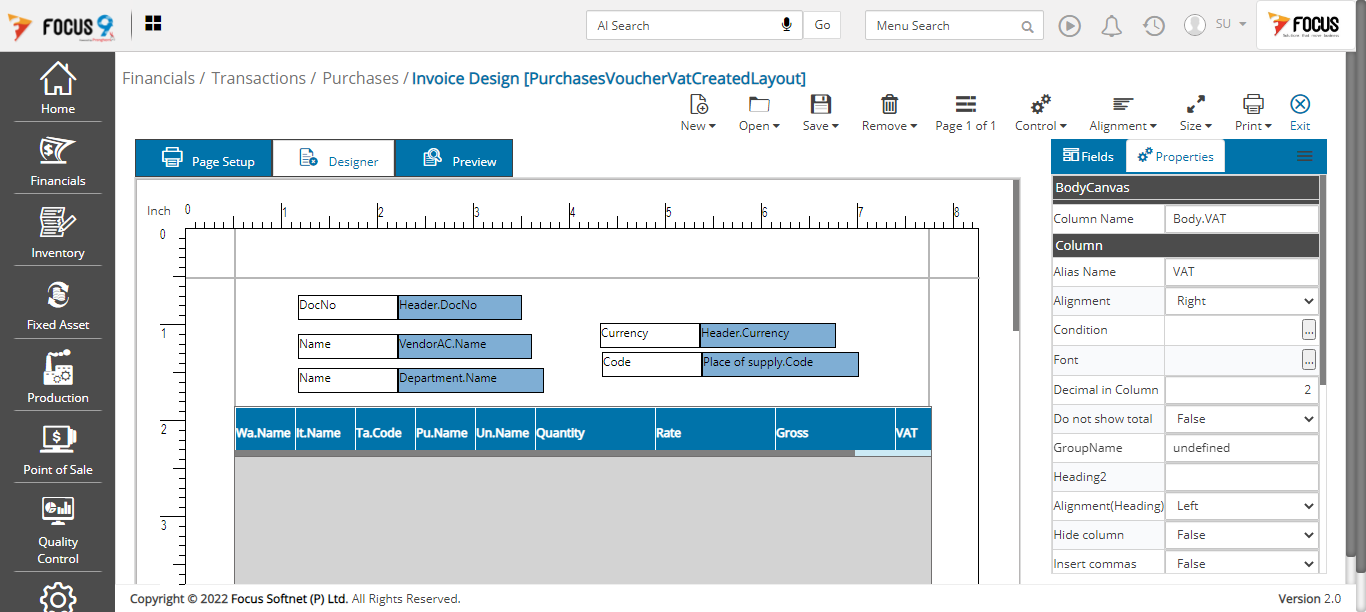 FOCUS 9
AI Search
Go
Menu Search
SU
FOCUS
Home
Financials
Inventory
Fixed Asset
Production
Point of Sale
Quality
Control
Financials / Transactions / Purchases / Invoice Design [PurchasesVoucherVatCreatedLayout]
New Open Save Remove Page 1 of 1 Control Alignment Size Print Exit
Page Setup Designer Preview
Inch 0 1 2 3 4 5 6 7 8
0
DocNo Header.DocNo
1
Currency Header.Currency
Name VendorAC.Name
Code Place of supply.Code
Name Department.Name
2
Wa.Name It.Name Ta.Code Pu.Name Un.Name Quantity Rate Gross VAT
3
Fields Properties
BodyCanvas
Column Name Body.VAT
Column
Alias Name VAT
Alignment Right
Condition ...
Font ...
Decimal in Column 2
Do not show total False
GroupName undefined
Heading2
Alignment(Heading) Left
Hide column False
Insert commas False
Copyright © 2022 Focus Softnet (P) Ltd. All Rights Reserved.
Version 2.0